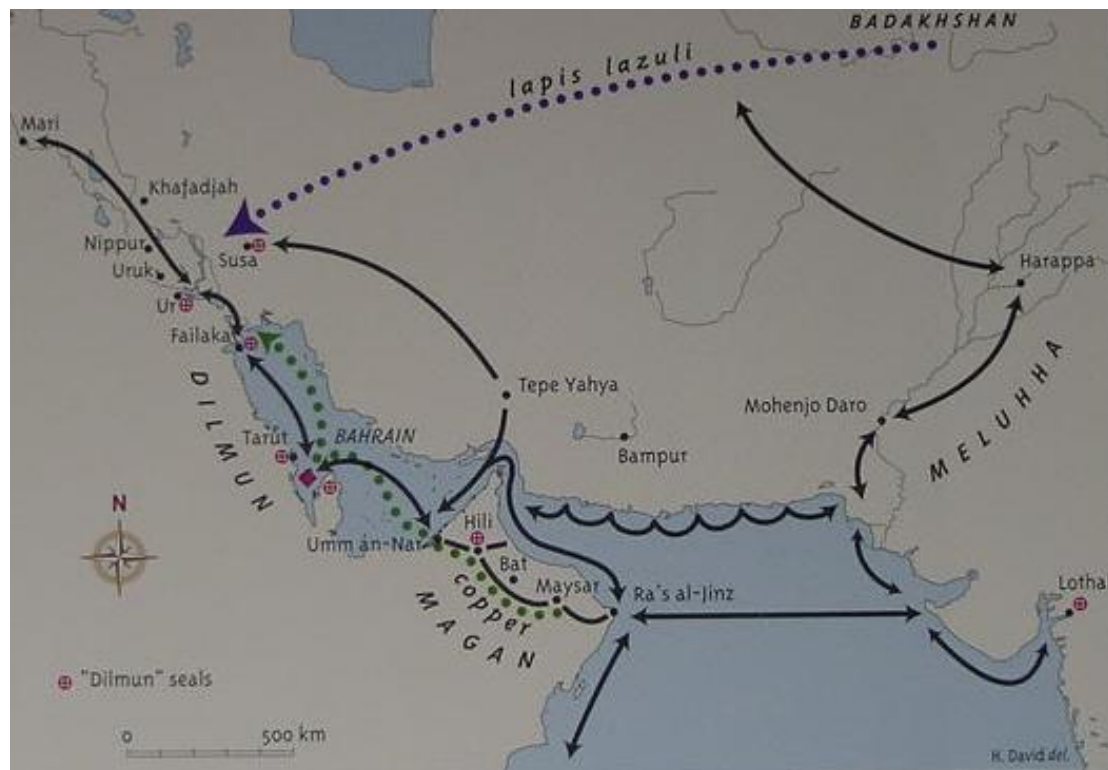 BADAKHSHAN
lapis lazuli
Mari
Khafadjah
Nippur
Uruk
Susa
Ur
Harappa
Failaka
DILMUN
Tepe Yahya
Mohenjo Daro
MELUHHA
Tarut
BAHRAIN
Bampur
N
Umm an-Nar
Hili
Bat
copper
Maysar
Ra's al-Jinz
MAGAN
Lotha
"Dilmun" seals
0 500 km
H. David del.